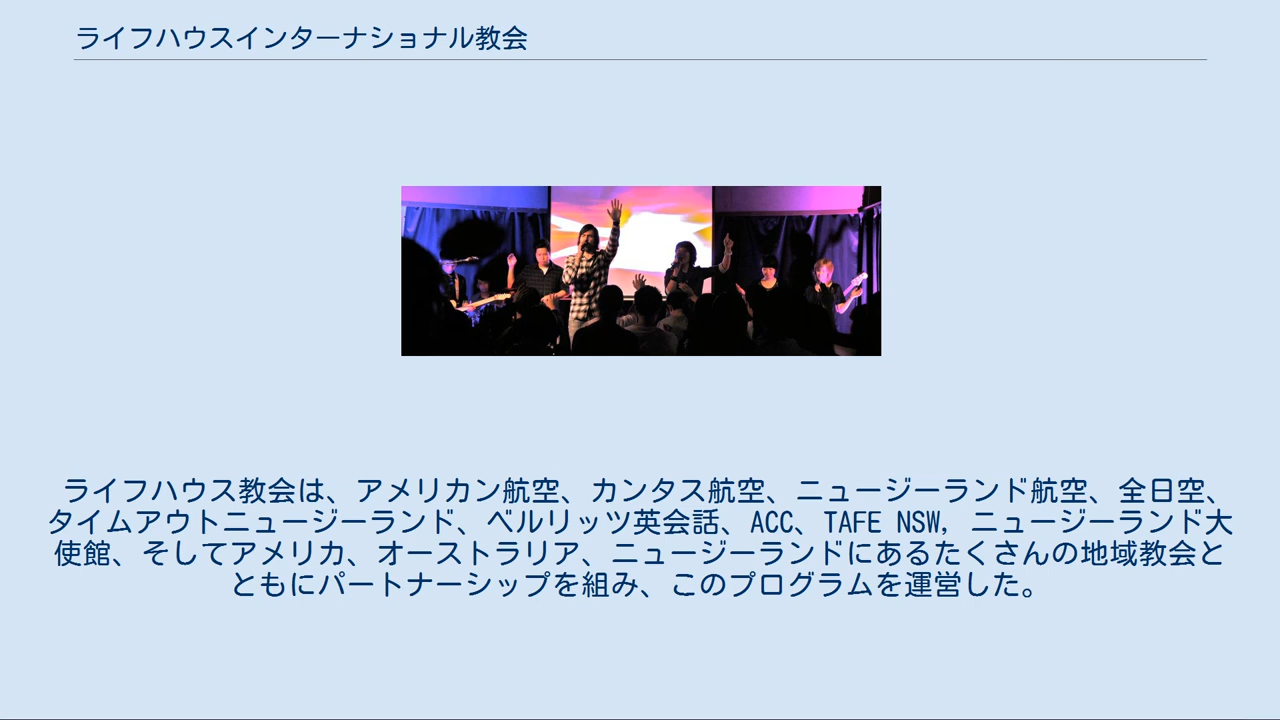 ライフハウスインターナショナル教会
ライフハウス教会は、アメリカン航空、カンタス航空、ニュージーランド航空、全日空、
タイムアウトニュージーランド、ベルリッツ英会話、ACC、TAFE NSW, ニュージーランド大
使館、そしてアメリカ、オーストラリア、ニュージーランドにあるたくさんの地域教会と
ともにパートナーシップを組み、このプログラムを運営した。